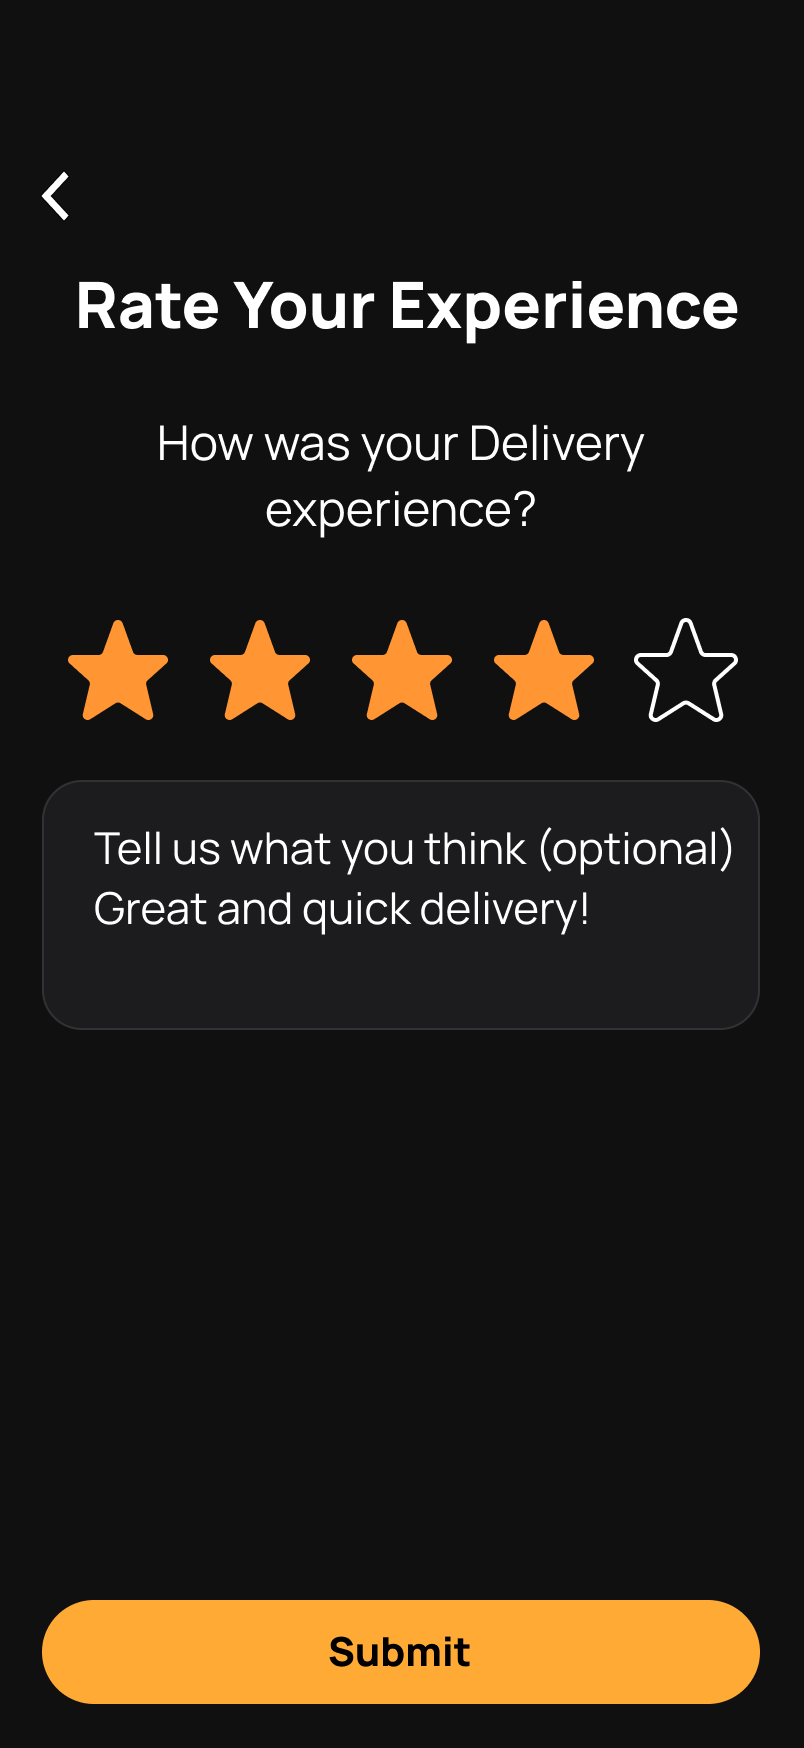 Rate Your Experience
How was your Delivery
experience?
Tell us what you think (optional)
Great and quick delivery!
Submit